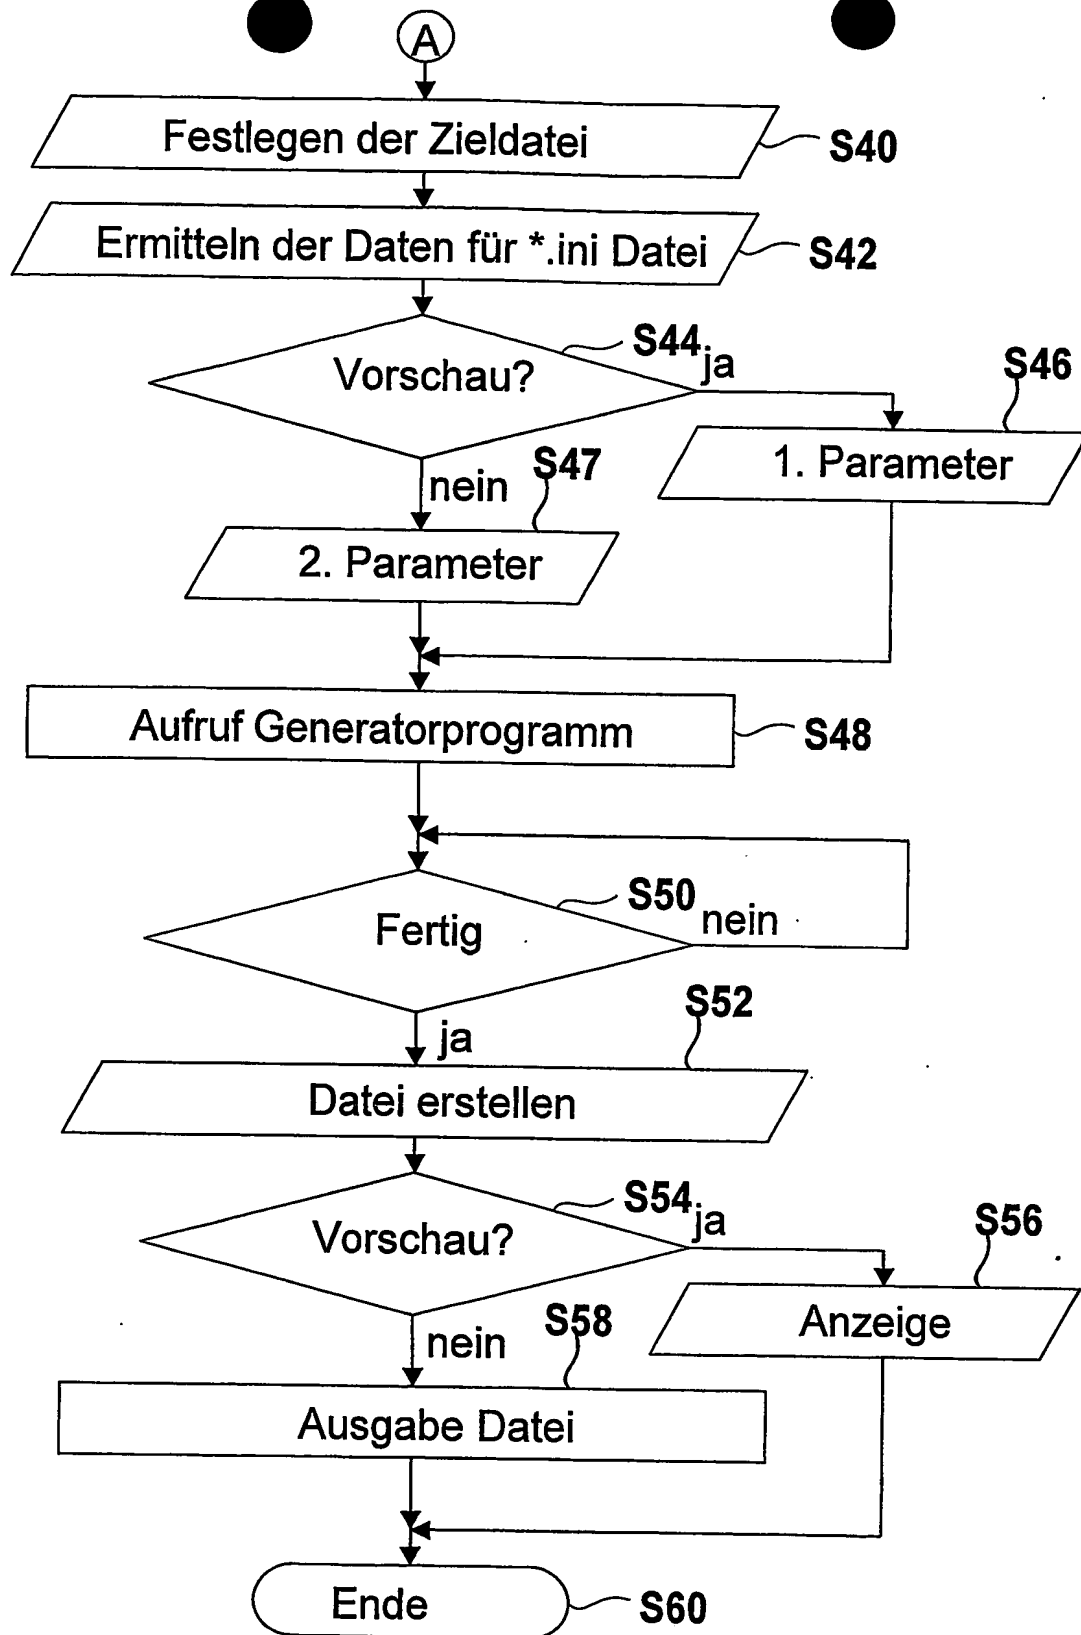 A
Festlegen der Zieldatei
S40
Ermitteln der Daten für *.ini Datei
S42
S44
Vorschau?
ja
S46
1. Parameter
nein
S47
2. Parameter
Aufruf Generatorprogramm
S48
S50
Fertig
nein
ja
S52
Datei erstellen
S54
Vorschau?
ja
S56
Anzeige
nein
S58
Ausgabe Datei
Ende
S60